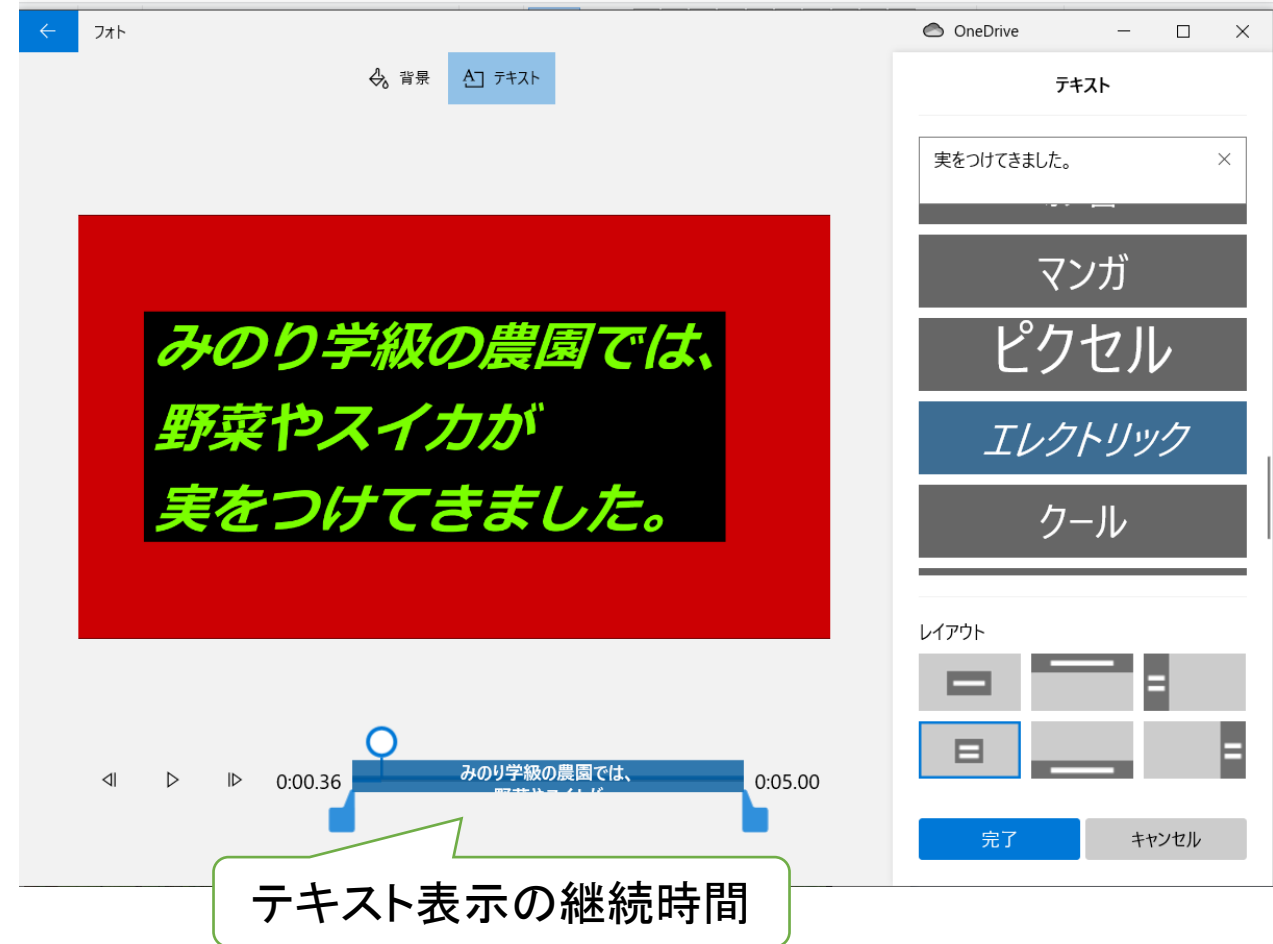 フォト
OneDrive
背景
テキスト
テキスト
実をつけてきました。
マンガ
ピクセル
エレクトリック
クール
みのり学級の農園では、
野菜やスイカが
実をつけてきました。
レイアウト
0:00.36
みのり学級の農園では、
0:05.00
完了
キャンセル
テキスト表示の継続時間